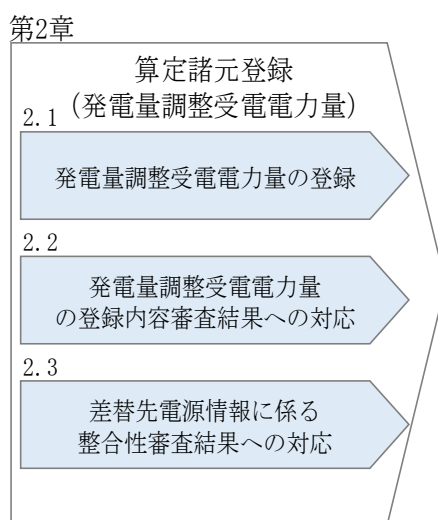 第2章
算定諸元登録
(発電量調整受電電力量)
2.1
発電量調整受電電力量の登録
2.2
発電量調整受電電力量
の登録内容審査結果への対応
2.3
差替先電源情報に係る
整合性審査結果への対応